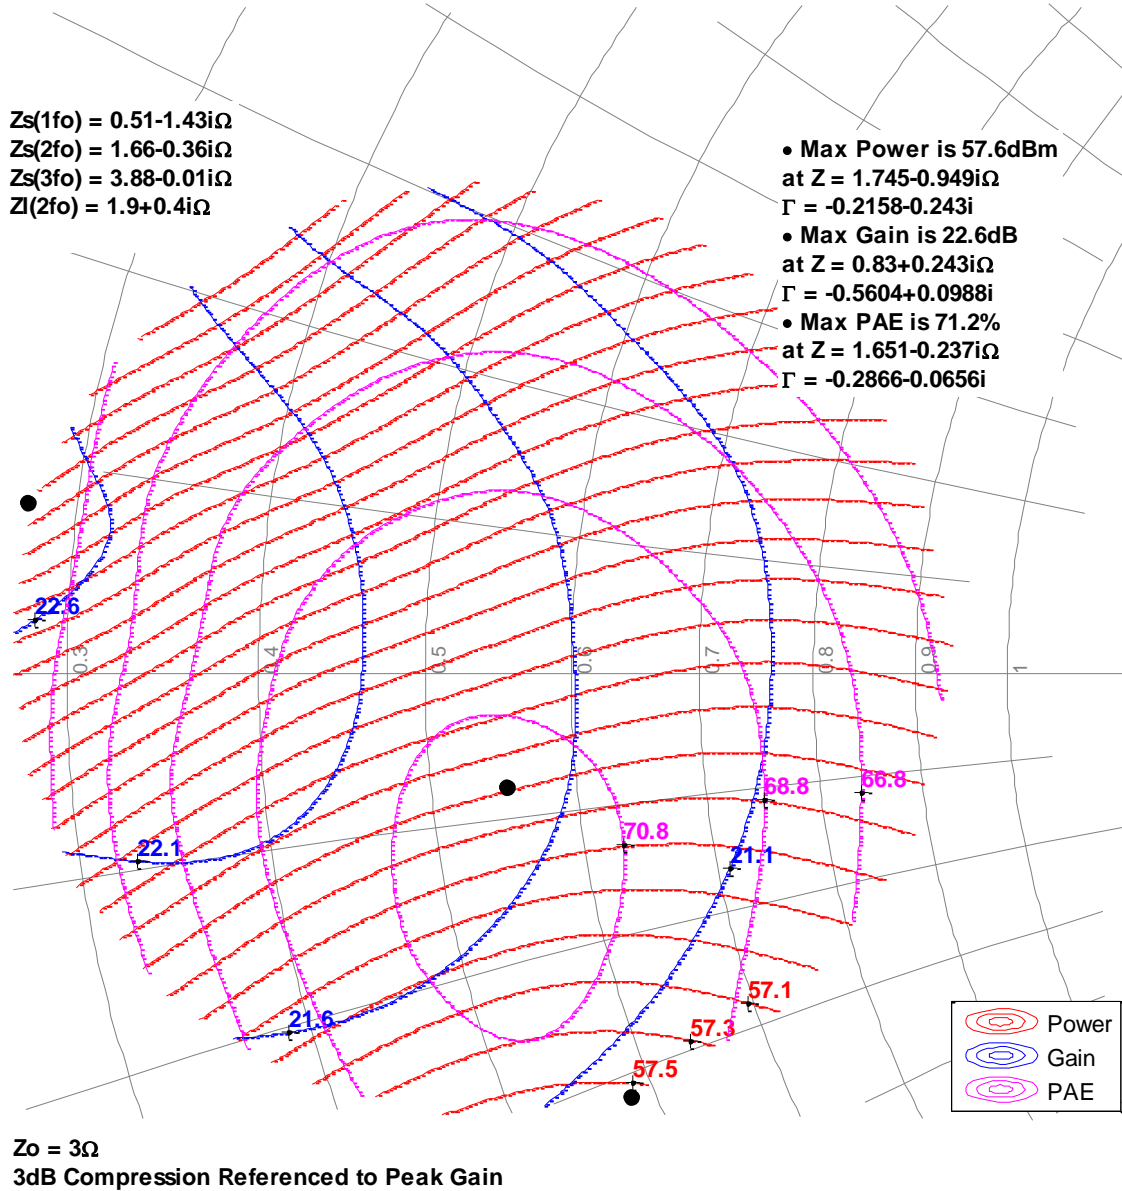 Zs(1fo) = 0.51-1.43iΩ
Zs(2fo) = 1.66-0.36iΩ
Zs(3fo) = 3.88-0.01iΩ
Zl(2fo) = 1.9+0.4iΩ
• Max Power is 57.6dBm
at Z = 1.745-0.949iΩ
Γ = -0.2158-0.243i
• Max Gain is 22.6dB
at Z = 0.83+0.243iΩ
Γ = -0.5604+0.0988i
• Max PAE is 71.2%
at Z = 1.651-0.237iΩ
Γ = -0.2866-0.0656i
22.6
0.3
0.4
0.5
0.6
0.7
0.8
0.9
1
68.8
66.8
70.8
22.1
21.1
57.1
21.6
57.3
57.5
Power
Gain
PAE
Zo = 3Ω
3dB Compression Referenced to Peak Gain